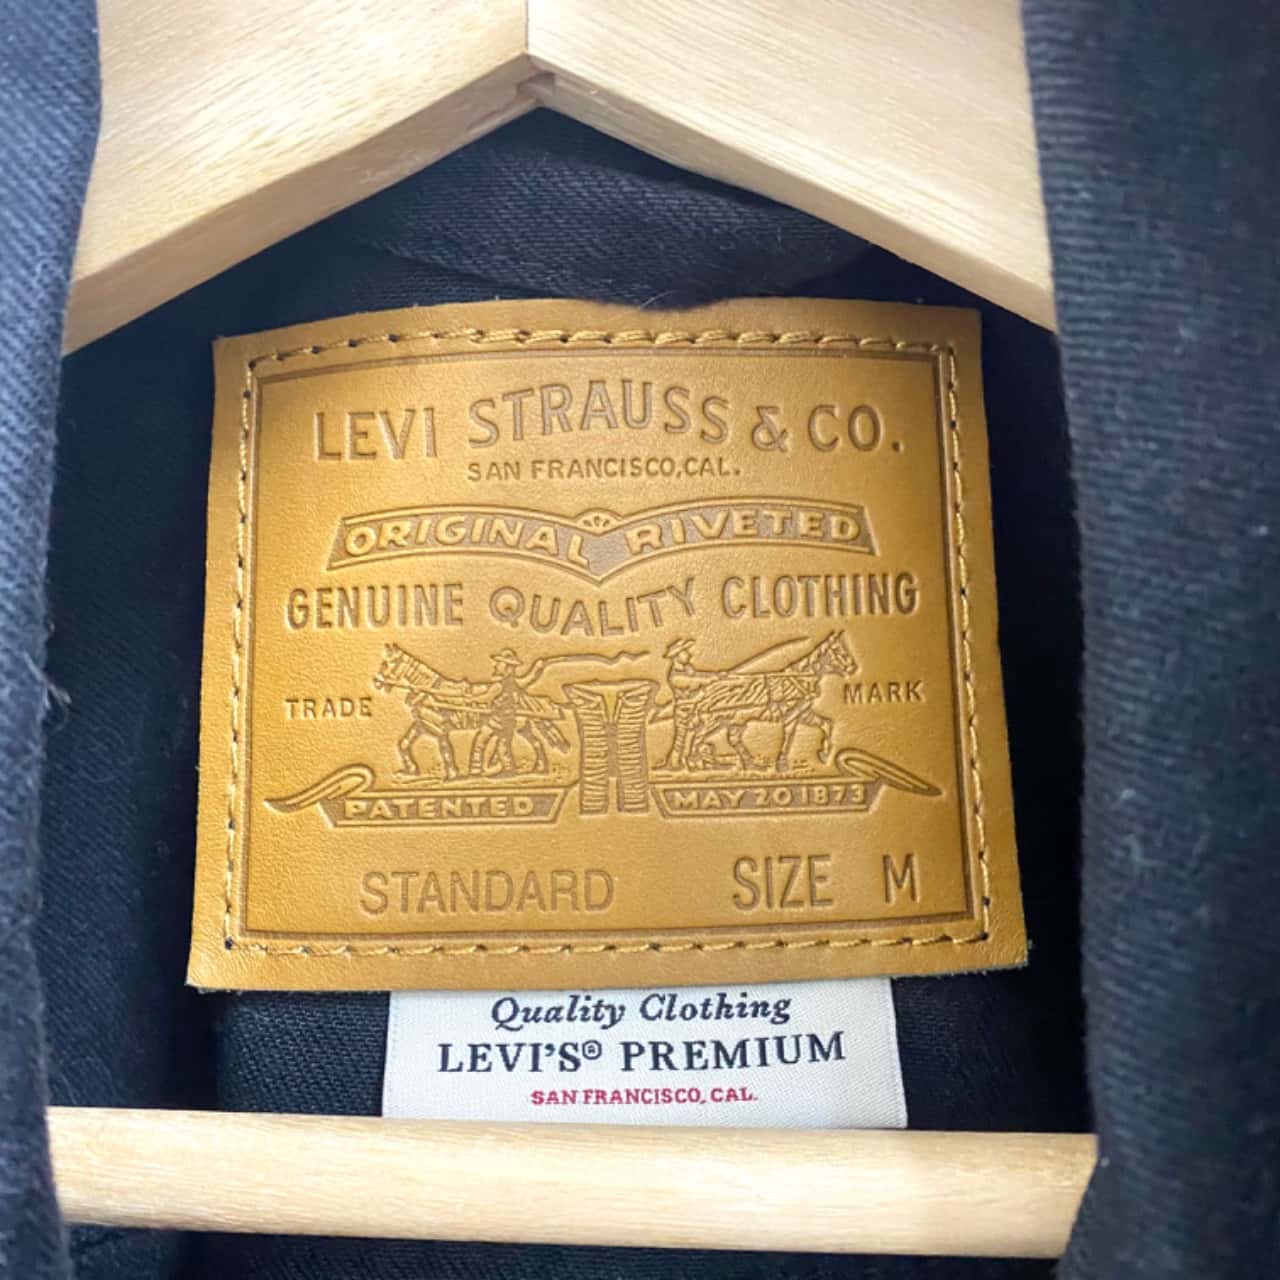 LEVI STRAUSS & CO.
SAN FRANCISCO, CAL.
ORIGINAL RIVETED
GENUINE QUALITY CLOTHING
TRADE MARK
PATENTED MAY 20 1873
STANDARD SIZE M
Quality Clothing
LEVI'S® PREMIUM
SAN FRANCISCO, CAL.